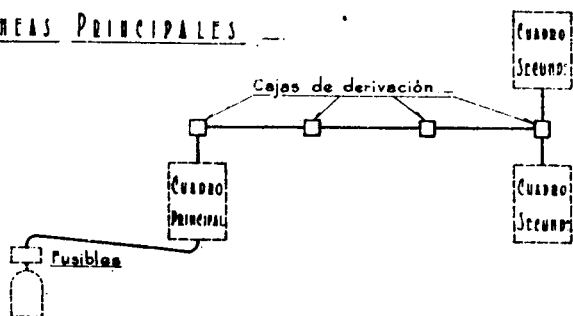 NEAS PRINCIPALES
CUADRO
SECUND:
Cajas de derivación
CUADRO
PRINCIPAL
CUADRO
SECUND:
Fusibles